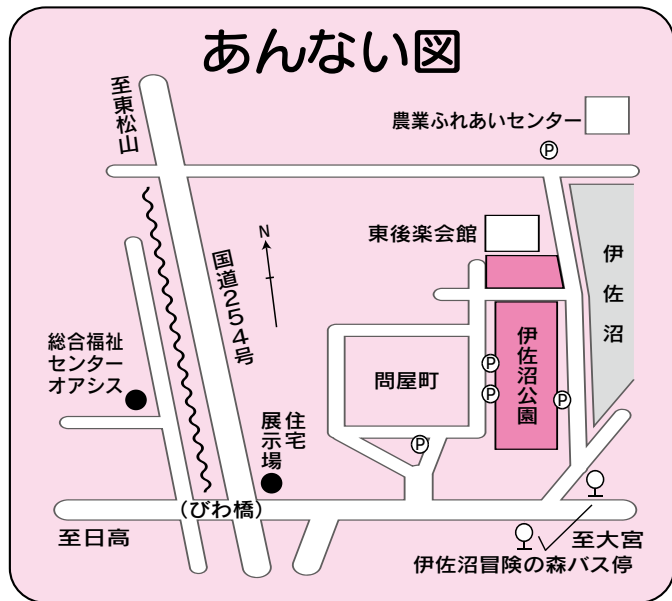 あんない図
至東松山
農業ふれあいセンター
P
東後楽会館
N
国道254号
伊佐沼
総合福祉
センター
オアシス
問屋町
伊佐沼公園
P
P
P
P
住宅
展示場
(びわ橋)
至日高
至大宮
伊佐沼冒険の森バス停